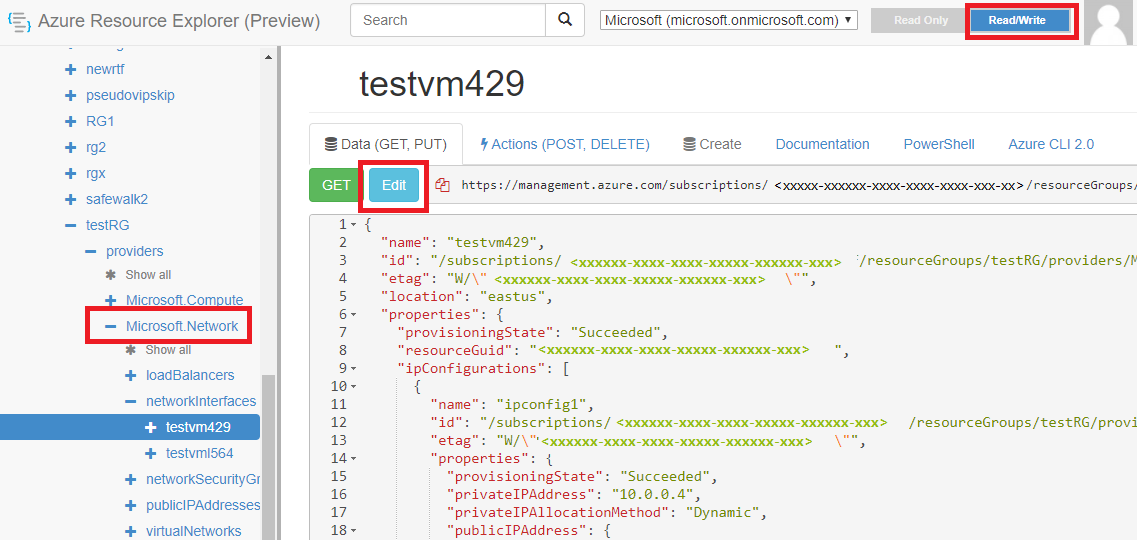 Azure Resource Explorer (Preview)
Search
Microsoft (microsoft.onmicrosoft.com)
Read Only
Read/Write
newrtf
pseudovipskip
RG1
rg2
rgx
safewalk2
testRG
providers
Show all
Microsoft.Compute
Microsoft.Network
Show all
loadBalancers
networkInterfaces
testvm429
testvml564
networkSecurityGr
publicIPAddresses
virtualNetworks
testvm429
Data (GET, PUT)
Actions (POST, DELETE)
Create
Documentation
PowerShell
Azure CLI 2.0
GET
Edit
https://management.azure.com/subscriptions/ <xxxxx-xxxxxx-xxxx-xxxx-xxxx-xxx-xx>/resourceGroups/
1 {
2 "name": "testvm429",
3 "id": "/subscriptions/ <xxxxxx-xxxx-xxxx-xxxxx-xxxxxx-xxx> /resourceGroups/testRG/providers/M
4 "etag": "W/\" <xxxxxx-xxxx-xxxx-xxxxx-xxxxxx-xxx> \"",
5 "location": "eastus",
6 "properties": {
7 "provisioningState": "Succeeded",
8 "resourceGuid": "<xxxxxx-xxxx-xxxx-xxxxx-xxxxxx-xxx> ",
9 "ipConfigurations": [
10 {
11 "name": "ipconfig1",
12 "id": "/subscriptions/ <xxxxxx-xxxx-xxxx-xxxxx-xxxxxx-xxx> /resourceGroups/testRG/provi
13 "etag": "W/\"<xxxxxx-xxxx-xxxx-xxxxx-xxxxxx-xxx> \"",
14 "properties": {
15 "provisioningState": "Succeeded",
16 "privateIPAddress": "10.0.0.4",
17 "privateIPAllocationMethod": "Dynamic",
18 "publicIPAddress": {